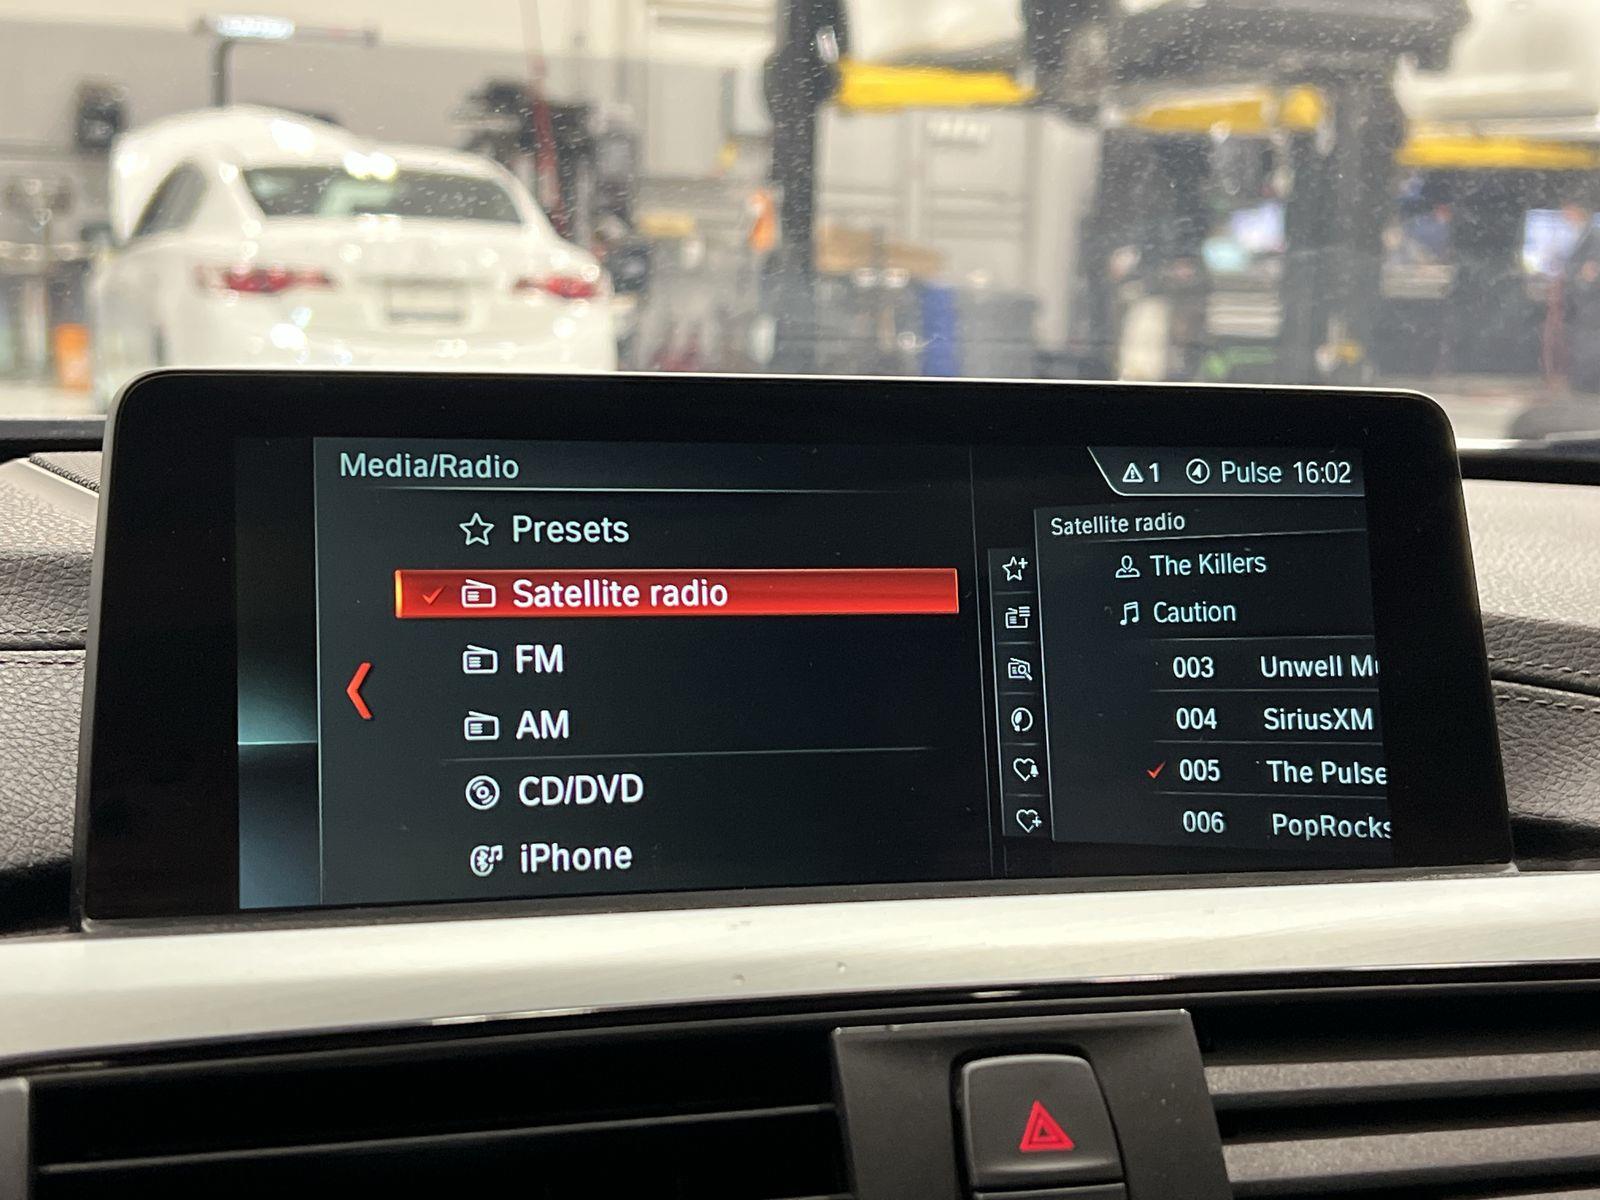 Media/Radio
1 Pulse 16:02
Presets
Satellite radio
FM
AM
CD/DVD
iPhone
Satellite radio
The Killers
Caution
003 Unwell
004 SiriusXM
005 The Pulse
006 PopRocks